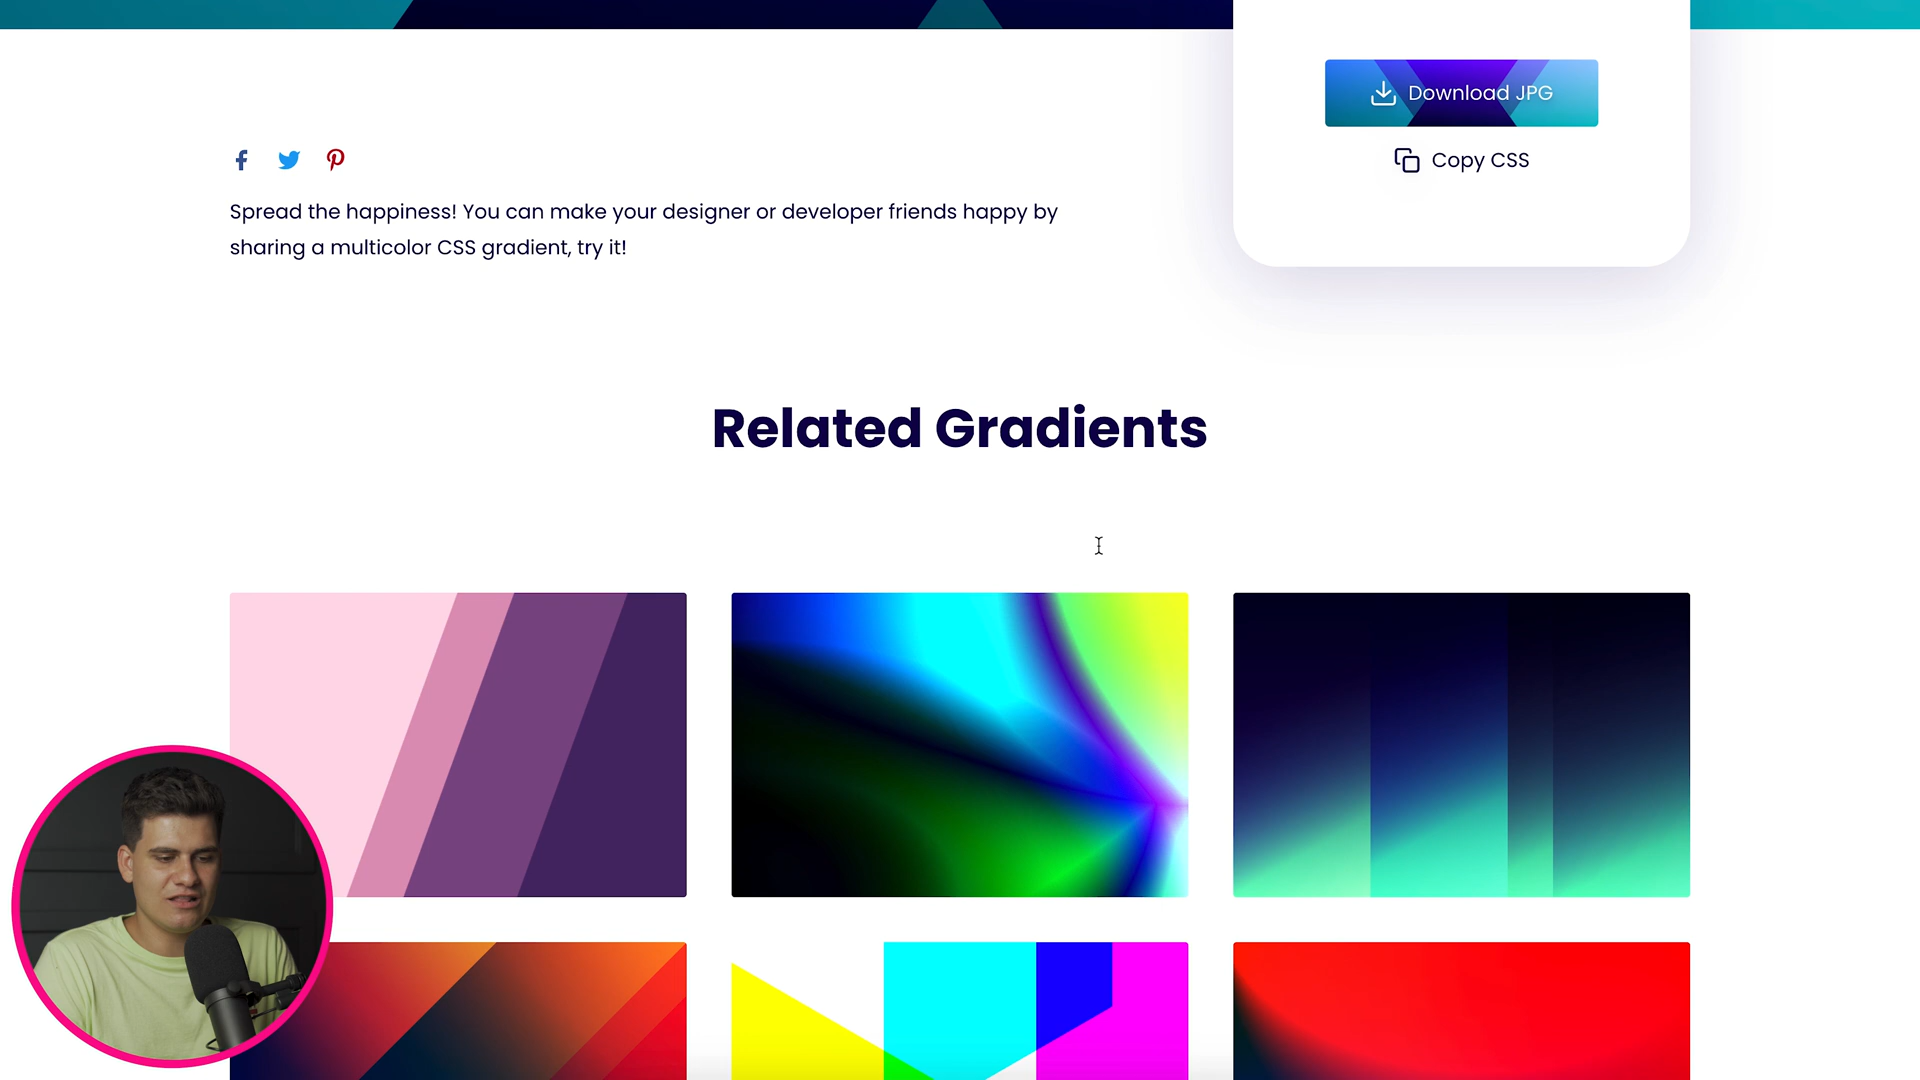 Download JPG
Copy CSS
Spread the happiness! You can make your designer or developer friends happy by
sharing a multicolor CSS gradient, try it!
Related Gradients